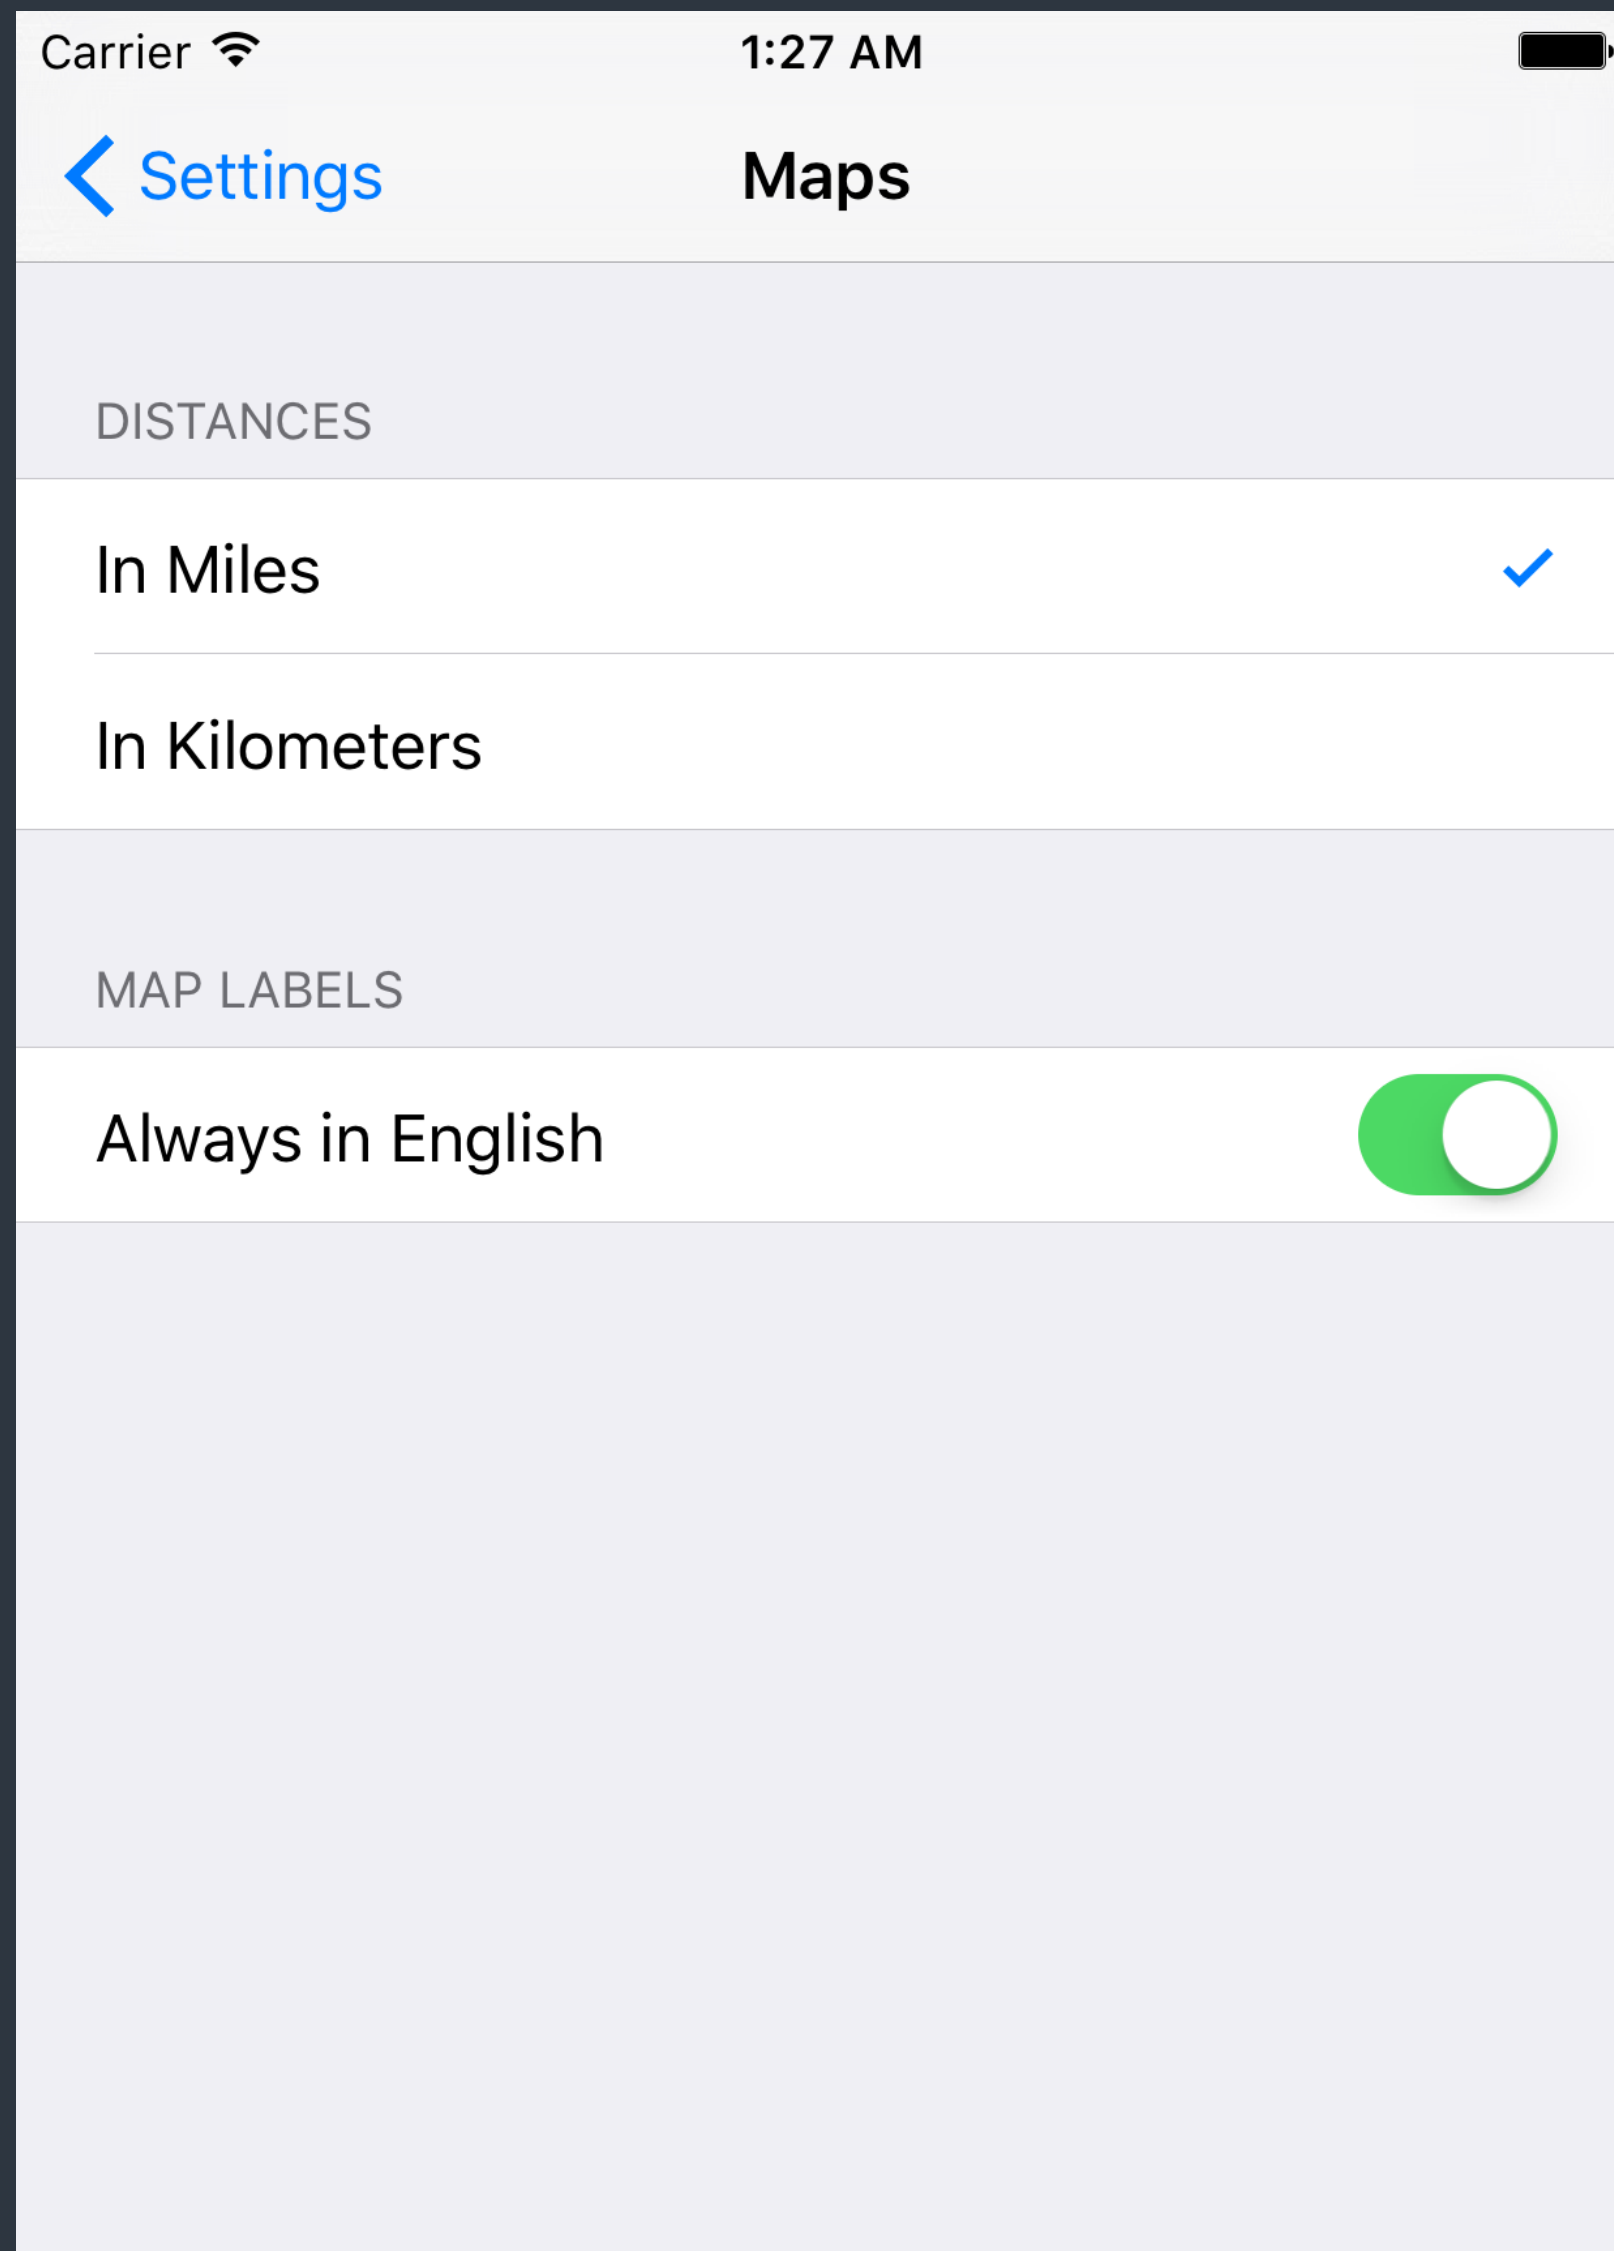 Carrier 1:27 AM
Settings Maps
DISTANCES
In Miles
In Kilometers
MAP LABELS
Always in English